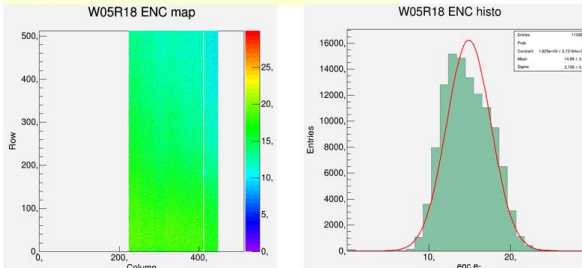 W05R18 ENC map
500,
400,
300,
200,
100,
0,
Row
0,
200,
400,
Column
30,
25,
20,
15,
10,
5,
0,
W05R18 ENC histo
16000,
14000,
12000,
10000,
8000,
6000,
4000,
2000,
0,
Entries
10,
20,
enc e-
Entries
Prob
Constant
Mean
Sigma